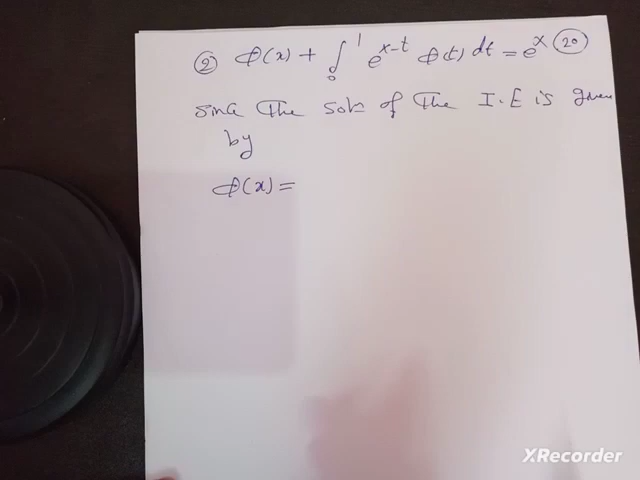 ② Φ(x) + ∫₀¹ e^{x-t} Φ(t) dt = e^x ⑳
since The soln of The I.E is given
by
Φ(x) =
XRecorder